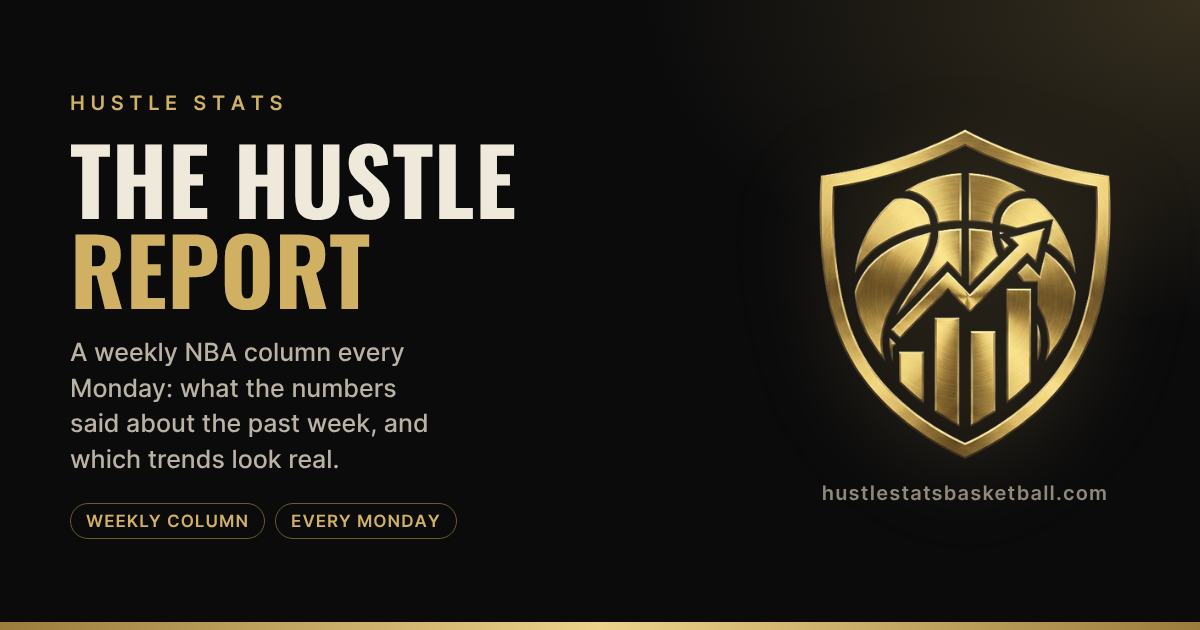 HUSTLE STATS
THE HUSTLE
REPORT
A weekly NBA column every
Monday: what the numbers
said about the past week, and
which trends look real.
WEEKLY COLUMN
EVERY MONDAY
hustlestatsbasketball.com